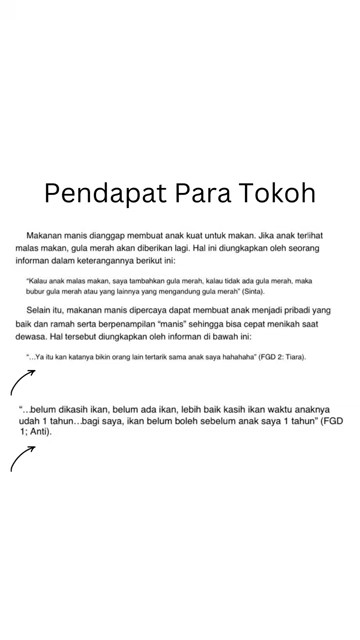 Pendapat Para Tokoh
Makanan manis dianggap membuat anak kuat untuk makan. Jika anak terlihat
malas makan, gula merah akan diberikan lagi. Hal ini diungkapkan oleh seorang
informan dalam keterangannya berikut ini:
“Kalau anak malas makan, saya tambahkan gula merah, kalau tidak ada gula merah, maka
bubur gula merah atau yang lainnya yang mengandung gula merah” (Sinta).
Selain itu, makanan manis dipercaya dapat membuat anak menjadi pribadi yang
baik dan ramah serta berpenampilan “manis” sehingga bisa cepat menikah saat
dewasa. Hal tersebut diungkapkan oleh informan di bawah ini:
“…Ya itu kan katanya bikin orang lain tertarik sama anak saya hahahaha” (FGD 2: Tiara).
“…belum dikasih ikan, belum ada ikan, lebih baik kasih ikan waktu anaknya
udah 1 tahun…bagi saya, ikan belum boleh sebelum anak saya 1 tahun” (FGD
1; Anti).